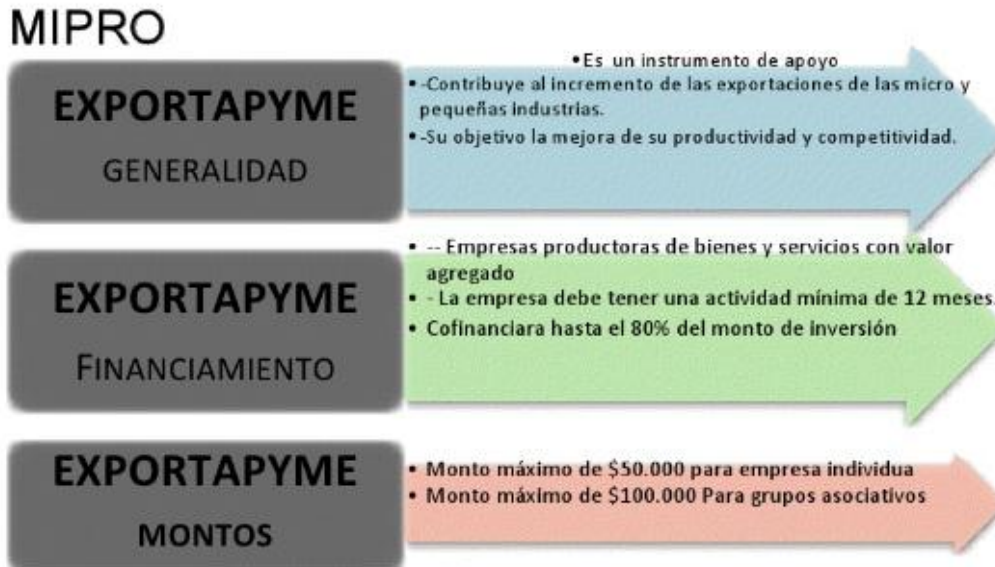 MIPRO
EXPORTAPYME
GENERALIDAD
•Es un instrumento de apoyo
• -Contribuye al incremento de las exportaciones de las micro y
pequeñas industrias.
• -Su objetivo la mejora de su productividad y competitividad.
EXPORTAPYME
FINANCIAMIENTO
• -- Empresas productoras de bienes y servicios con valor
agregado
• - La empresa debe tener una actividad mínima de 12 meses.
• Cofinanciara hasta el 80% del monto de inversión
EXPORTAPYME
MONTOS
• Monto máximo de $50.000 para empresa individua
• Monto máximo de $100.000 Para grupos asociativos